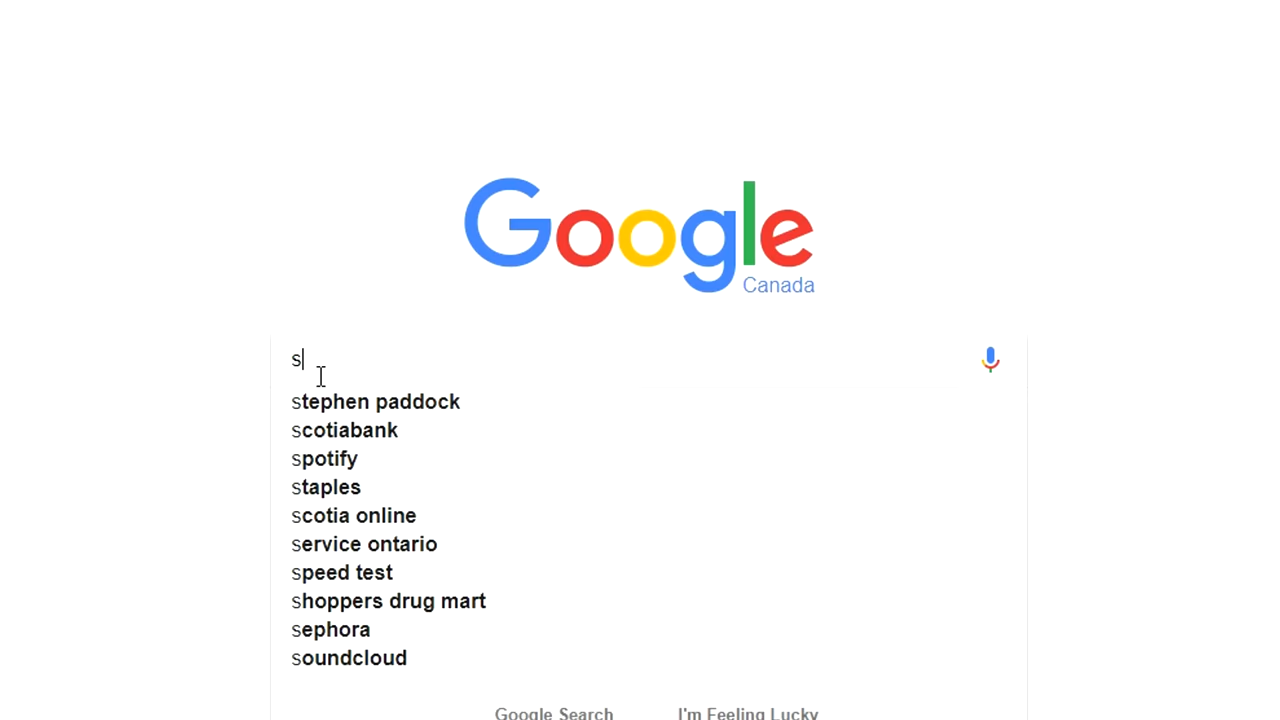 Google
Canada
s
stephen paddock
scotiabank
spotify
staples
scotia online
service ontario
speed test
shoppers drug mart
sephora
soundcloud
Google Search I'm Feeling Lucky